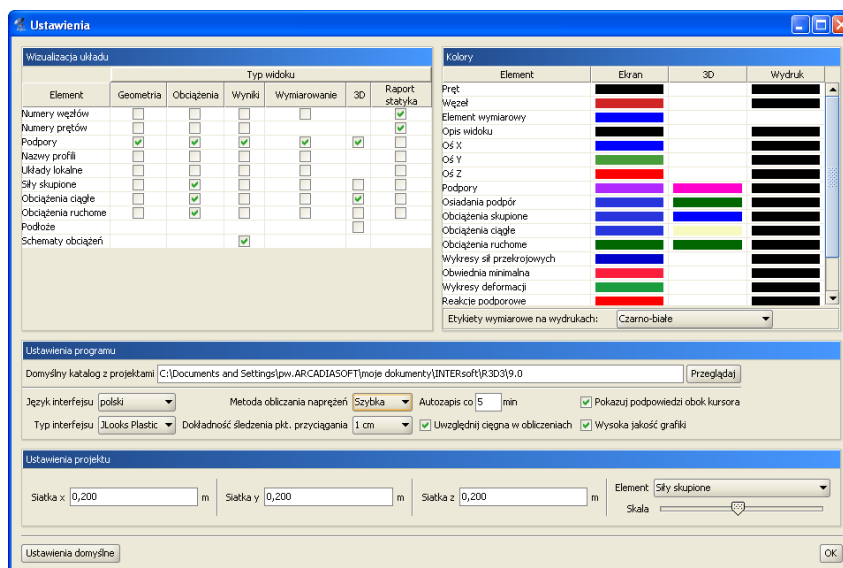 Ustawienia
Wizualizacja układu
Typ widoku
Element Geometria Obciążenia Wyniki Wymiarowanie 3D Raport statyka
Numery węzłów
Numery prętów
Podpory
Nazwy profili
Układy lokalne
Siły skupione
Obciążenia ciągłe
Obciążenia ruchome
Podłoże
Schematy obciążeń
Kolory
Element Ekran 3D Wydruk
Pręt
Węzeł
Element wymiarowy
Opis widoku
Oś X
Oś Y
Oś Z
Podpory
Osiadania podpór
Obciążenia skupione
Obciążenia ciągłe
Obciążenia ruchome
Wykresy sił przekrojowych
Obwiednia minimalna
Wykresy deformacji
Reakcje podporowe
Etykiety wymiarowe na wydrukach: Czarno-białe
Ustawienia programu
Domyślny katalog z projektami C:\Documents and Settings\pw.ARCADIASOFT\moje dokumenty\INTERsoft\R3D3\9.0 Przeglądaj
Język interfejsu polski Metoda obliczania naprężeń Szybka Autozapis co 5 min Pokazuj podpowiedzi obok kursora
Typ interfejsu JLooks Plastic Dokładność śledzenia pkt. przyciągania 1 cm Uwzględnij cięgna w obliczeniach Wysoka jakość grafiki
Ustawienia projektu
Siatka x 0,200 m Siatka y 0,200 m Siatka z 0,200 m Element Siły skupione
Skala
Ustawienia domyślne OK